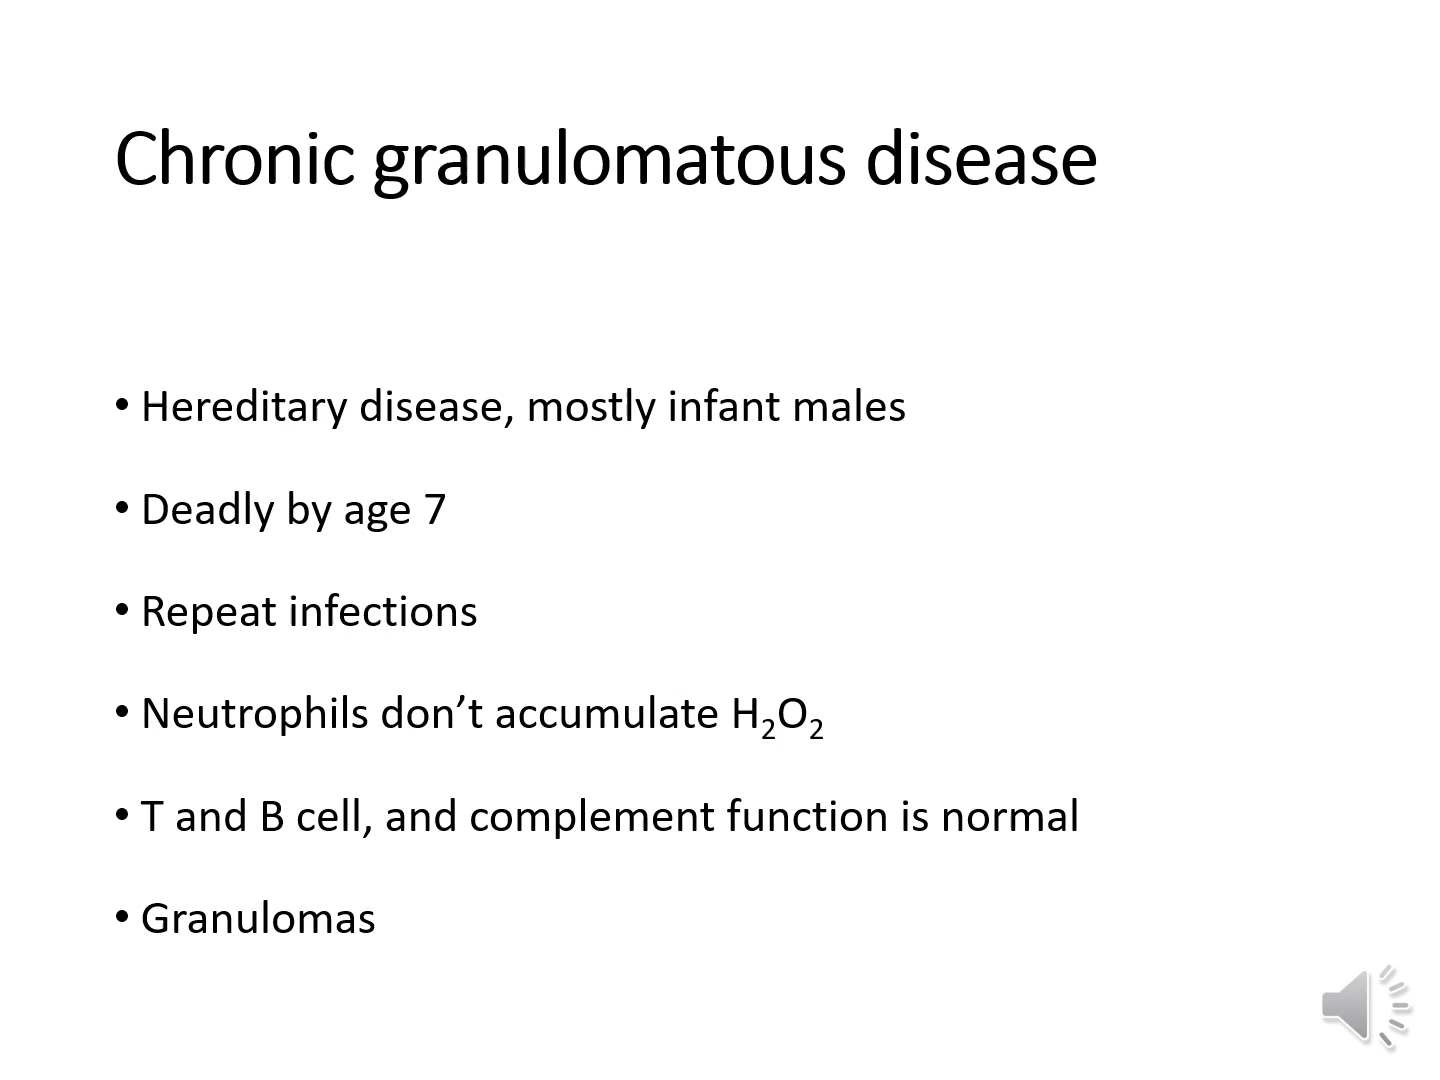 Chronic granulomatous disease
• Hereditary disease, mostly infant males
• Deadly by age 7
• Repeat infections
• Neutrophils don’t accumulate H₂O₂
• T and B cell, and complement function is normal
• Granulomas